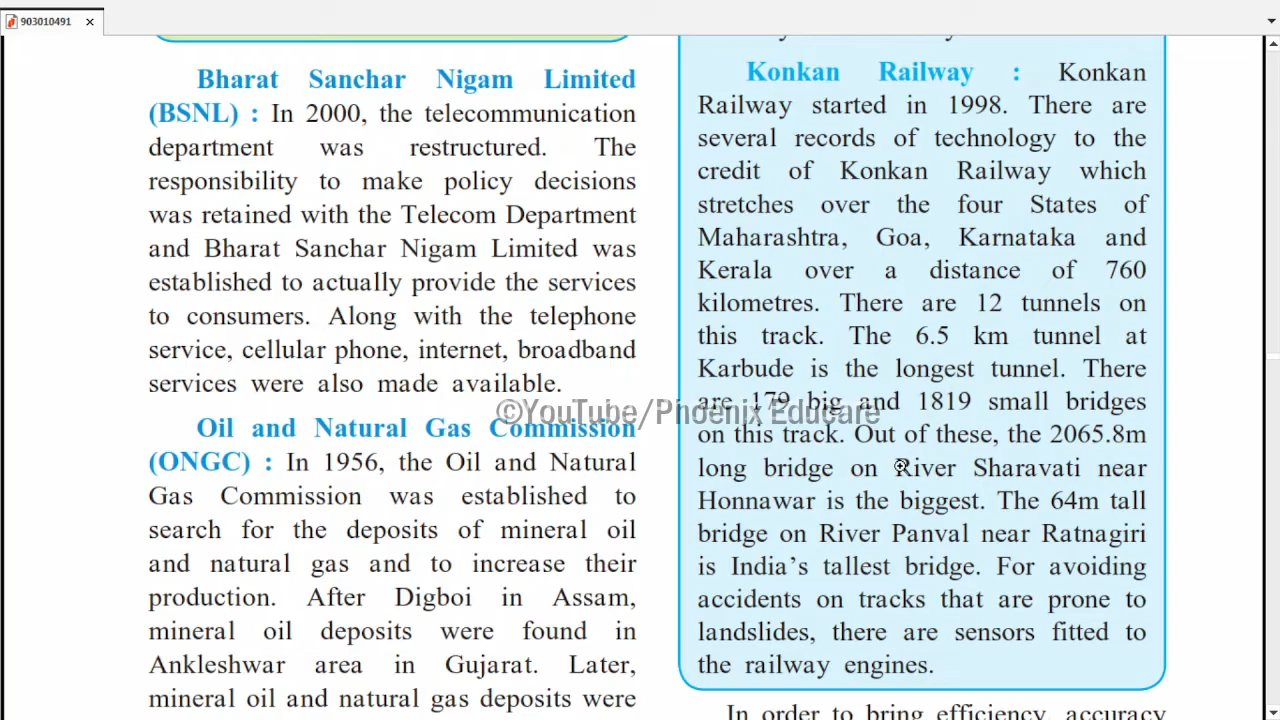 903010491
Bharat Sanchar Nigam Limited
(BSNL) : In 2000, the telecommunication
department was restructured. The
responsibility to make policy decisions
was retained with the Telecom Department
and Bharat Sanchar Nigam Limited was
established to actually provide the services
to consumers. Along with the telephone
service, cellular phone, internet, broadband
services were also made available.
Oil and Natural Gas Commission
(ONGC) : In 1956, the Oil and Natural
Gas Commission was established to
search for the deposits of mineral oil
and natural gas and to increase their
production. After Digboi in Assam,
mineral oil deposits were found in
Ankleshwar area in Gujarat. Later,
mineral oil and natural gas deposits were
Konkan Railway : Konkan
Railway started in 1998. There are
several records of technology to the
credit of Konkan Railway which
stretches over the four States of
Maharashtra, Goa, Karnataka and
Kerala over a distance of 760
kilometres. There are 12 tunnels on
this track. The 6.5 km tunnel at
Karbude is the longest tunnel. There
are 179 big and 1819 small bridges
on this track. Out of these, the 2065.8m
long bridge on River Sharavati near
Honnawar is the biggest. The 64m tall
bridge on River Panval near Ratnagiri
is India's tallest bridge. For avoiding
accidents on tracks that are prone to
landslides, there are sensors fitted to
the railway engines.
In order to bring efficiency, accuracy
©YouTube/Phoenix Educare